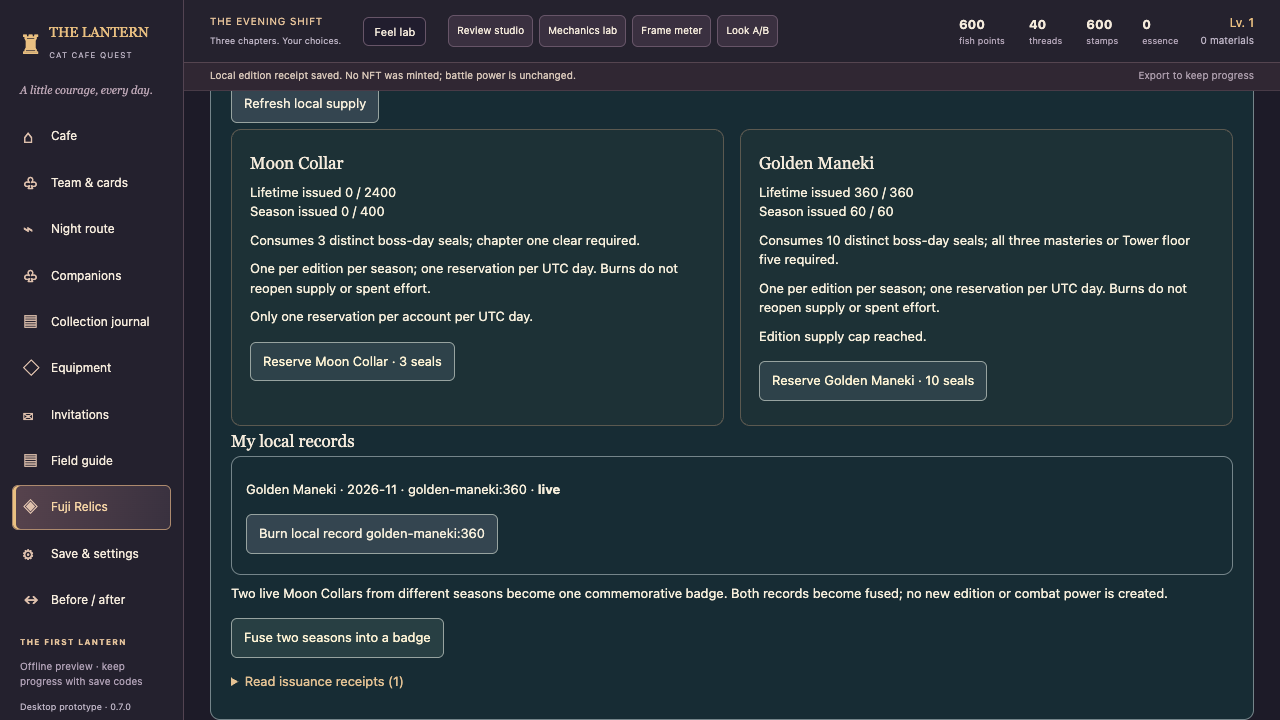 THE LANTERN
CAT CAFE QUEST
A little courage, every day.
Cafe
Team & cards
Night route
Companions
Collection journal
Equipment
Invitations
Field guide
Fuji Relics
Save & settings
Before / after
THE FIRST LANTERN
Offline preview · keep
progress with save codes
Desktop prototype · 0.7.0
THE EVENING SHIFT
Three chapters. Your choices.
Feel lab
Review studio
Mechanics lab
Frame meter
Look A/B
600
fish points
40
threads
600
stamps
0
essence
Lv. 1
0 materials
Local edition receipt saved. No NFT was minted; battle power is unchanged.
Export to keep progress
Refresh local supply
Moon Collar
Lifetime issued 0 / 2400
Season issued 0 / 400
Consumes 3 distinct boss-day seals; chapter one clear required.
One per edition per season; one reservation per UTC day. Burns do not
reopen supply or spent effort.
Only one reservation per account per UTC day.
Reserve Moon Collar · 3 seals
Golden Maneki
Lifetime issued 360 / 360
Season issued 60 / 60
Consumes 10 distinct boss-day seals; all three masteries or Tower floor
five required.
One per edition per season; one reservation per UTC day. Burns do not
reopen supply or spent effort.
Edition supply cap reached.
Reserve Golden Maneki · 10 seals
My local records
Golden Maneki · 2026-11 · golden-maneki:360 · live
Burn local record golden-maneki:360
Two live Moon Collars from different seasons become one commemorative badge. Both records become fused; no new edition or combat power is created.
Fuse two seasons into a badge
Read issuance receipts (1)